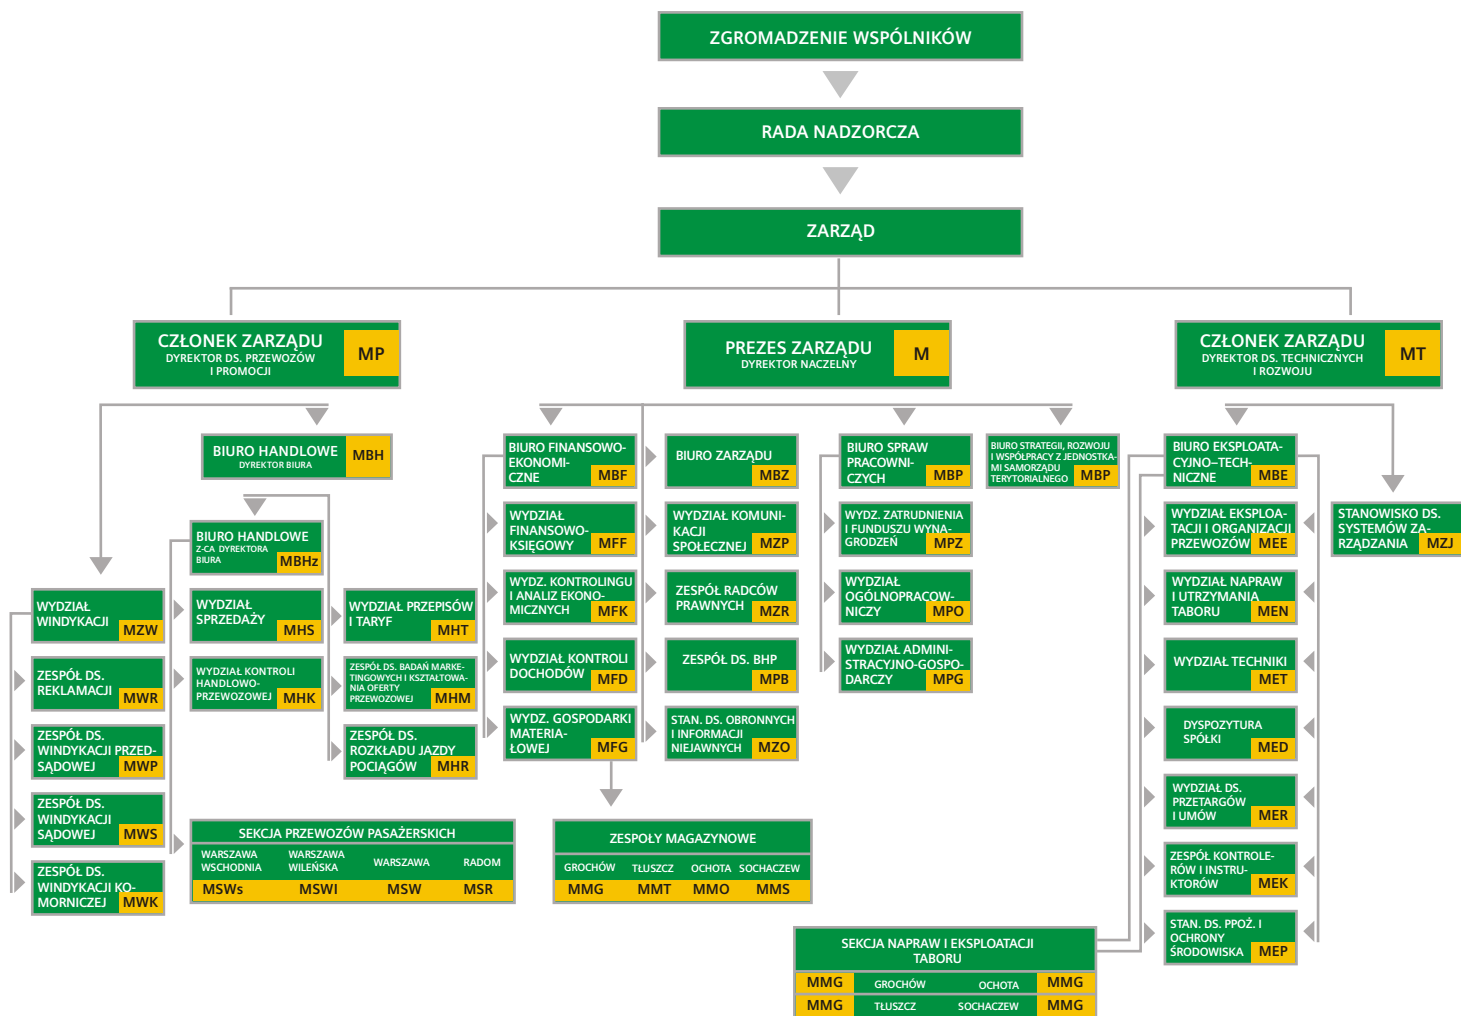 ZGROMADZENIE WSPÓLNIKÓW
RADA NADZORCZA
ZARZĄD
CZŁONEK ZARZĄDU
DYREKTOR DS. PRZEWOZÓW
I PROMOCJI
MP
PREZES ZARZĄDU
DYREKTOR NACZELNY
M
CZŁONEK ZARZĄDU
DYREKTOR DS. TECHNICZNYCH
I ROZWOJU
MT
BIURO HANDLOWE
DYREKTOR BIURA
MBH
BIURO HANDLOWE
Z-CA DYREKTORA
BIURA
MBHz
WYDZIAŁ
WINDYKACJI
MZW
ZESPÓŁ DS.
REKLAMACJI
MWR
ZESPÓŁ DS.
WINDYKACJI PRZED-
SĄDOWEJ
MWP
ZESPÓŁ DS.
WINDYKACJI
SĄDOWEJ
MWS
ZESPÓŁ DS.
WINDYKACJI KO-
MORNICZEJ
MWK
WYDZIAŁ
SPRZEDAŻY
MHS
WYDZIAŁ KONTROLI
HANDLOWO-
PRZEWOZOWEJ
MHK
WYDZIAŁ PRZEPISÓW
I TARYF
MHT
ZESPÓŁ DS. BADAŃ MARKE-
TINGOWYCH I KSZTAŁTOWA-
NIA OFERTY
PRZEWOZOWEJ
MHM
ZESPÓŁ DS.
ROZKŁADU JAZDY
POCIĄGÓW
MHR
SEKCJA PRZEWOZÓW PASAŻERSKICH
WARSZAWA
WSCHODNIA
WARSZAWA
WILEŃSKA
WARSZAWA
RADOM
MSWs
MSWI
MSW
MSR
BIURO FINANSOWO-
EKONOMI-
CZNE
MBF
WYDZIAŁ
FINANSOWO-
KSIĘGOWY
MFF
WYDZ. KONTROLINGU
I ANALIZ EKONO-
MICZNYCH
MFK
WYDZIAŁ KONTROLI
DOCHODÓW
MFD
WYDZ. GOSPODARKI
MATERIA-
ŁOWEJ
MFG
ZESPOŁY MAGAZYNOWE
GROCHÓW
TŁUSZCZ
OCHOTA
SOCHACZEW
MMG
MMT
MMO
MMS
BIURO ZARZĄDU
MBZ
WYDZIAŁ KOMUNI-
KACJI
SPOŁECZNEJ
MZP
ZESPÓŁ RADCÓW
PRAWNYCH
MZR
ZESPÓŁ DS. BHP
MPB
STAN. DS. OBRONNYCH
I INFORMACJI
NIEJAWNYCH
MZO
BIURO SPRAW
PRACOWNI-
CZYCH
MBP
WYDZ. ZATRUDNIENIA
I FUNDUSZU WYNA-
GRODZEŃ
MPZ
WYDZIAŁ
OGÓLNOPRACOW-
NICZY
MPO
WYDZIAŁ ADMINI-
STRACYJNO-GOSPO-
DARCZY
MPG
BIURO STRATEGII, ROZWOJU
I WSPÓŁPRACY Z JEDNOSTKA-
MI SAMORZĄDU
TERYTORIALNEGO
MBP
BIURO EKSPLOATA-
CYJNO–TECH-
NICZNE
MBE
WYDZIAŁ EKSPLOA-
TACJI I ORGANIZACJI
PRZEWOZÓW
MEE
WYDZIAŁ NAPRAW
I UTRZYMANIA
TABORU
MEN
WYDZIAŁ TECHNIKI
MET
DYSPOZYTURA
SPÓŁKI
MED
WYDZIAŁ DS.
PRZETARGÓW
I UMÓW
MER
ZESPÓŁ KONTROLE-
RÓW I INSTRU-
KTORÓW
MEK
STAN. DS. PPOŻ. I
OCHRONY
ŚRODOWISKA
MEP
STANOWISKO DS.
SYSTEMÓW ZA-
RZĄDZANIA
MZJ
SEKCJA NAPRAW I EKSPLOATACJI
TABORU
MMG
GROCHÓW
OCHOTA
MMG
MMG
TŁUSZCZ
SOCHACZEW
MMG